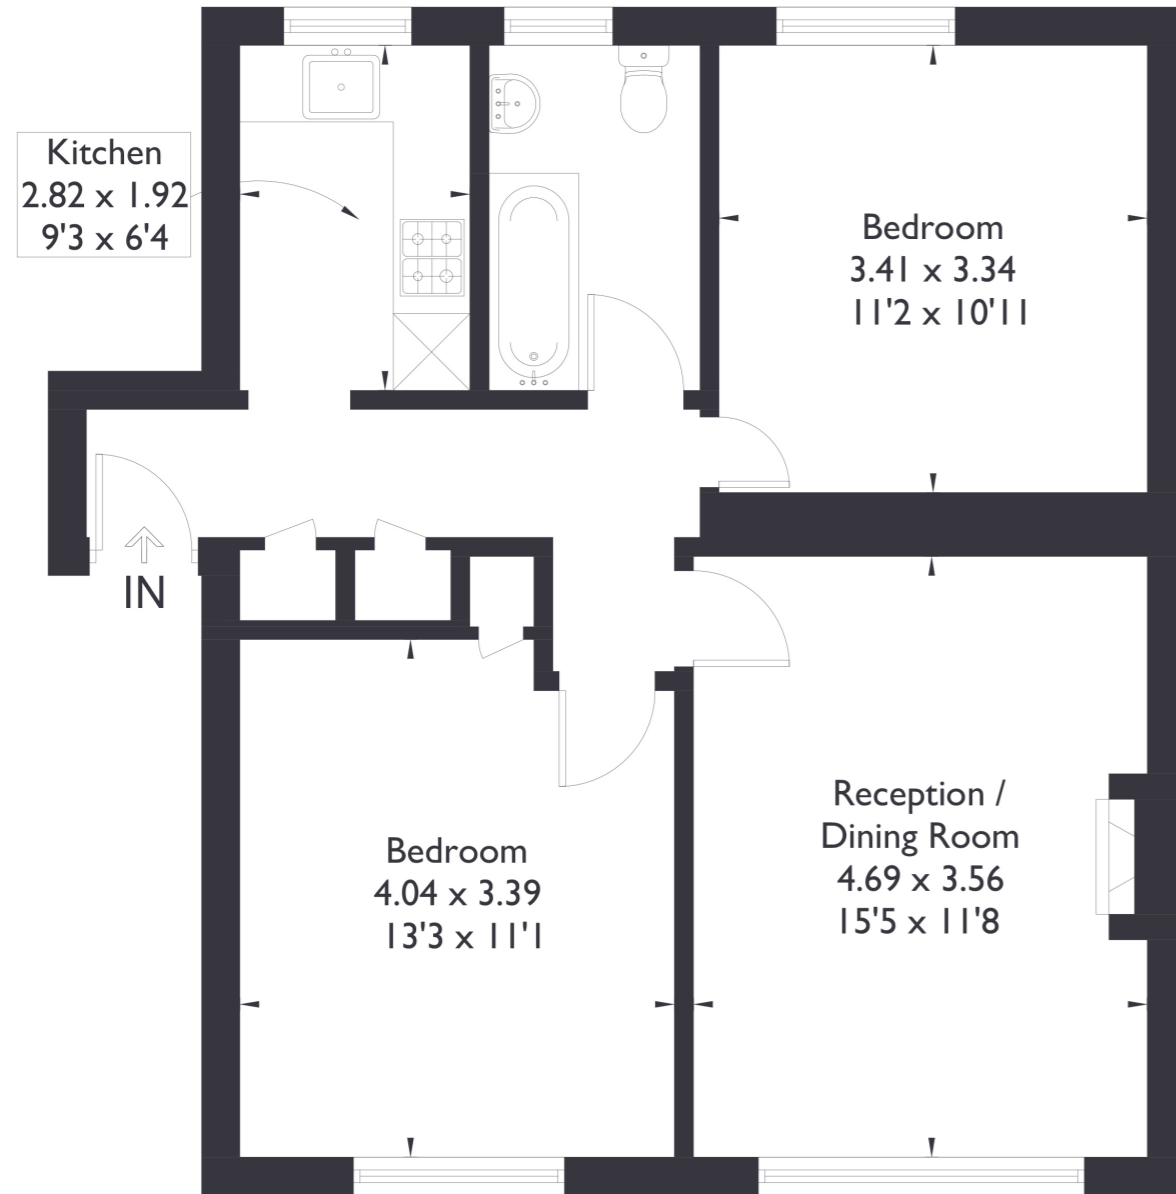 Kitchen
2.82 x 1.92
9'3 x 6'4
Bedroom
3.41 x 3.34
11'2 x 10'11
IN
Bedroom
4.04 x 3.39
13'3 x 11'1
Reception /
Dining Room
4.69 x 3.56
15'5 x 11'8